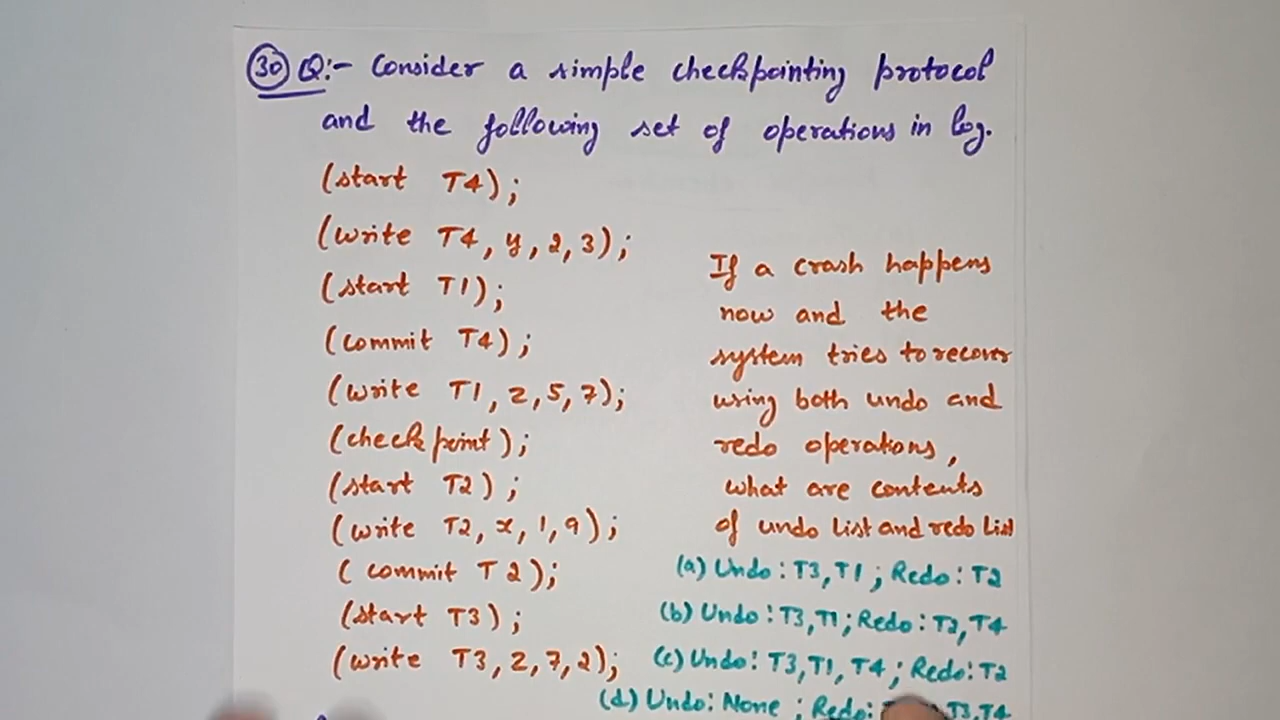 30 Q:- Consider a simple checkpointing protocol
and the following set of operations in log.
(start T4);
(write T4, y, 2, 3);
(start T1);
(commit T4);
(write T1, z, 5, 7);
(checkpoint);
(start T2);
(write T2, x, 1, 9);
(commit T2);
(start T3);
(write T3, z, 7, 2);
If a crash happens
now and the
system tries to recover
using both undo and
redo operations,
what are contents
of undo list and redo list
(a) Undo: T3, T1; Redo: T2
(b) Undo: T3, T1; Redo: T2, T4
(c) Undo: T3, T1, T4; Redo: T2
(d) Undo: None; Redo: T3, T4